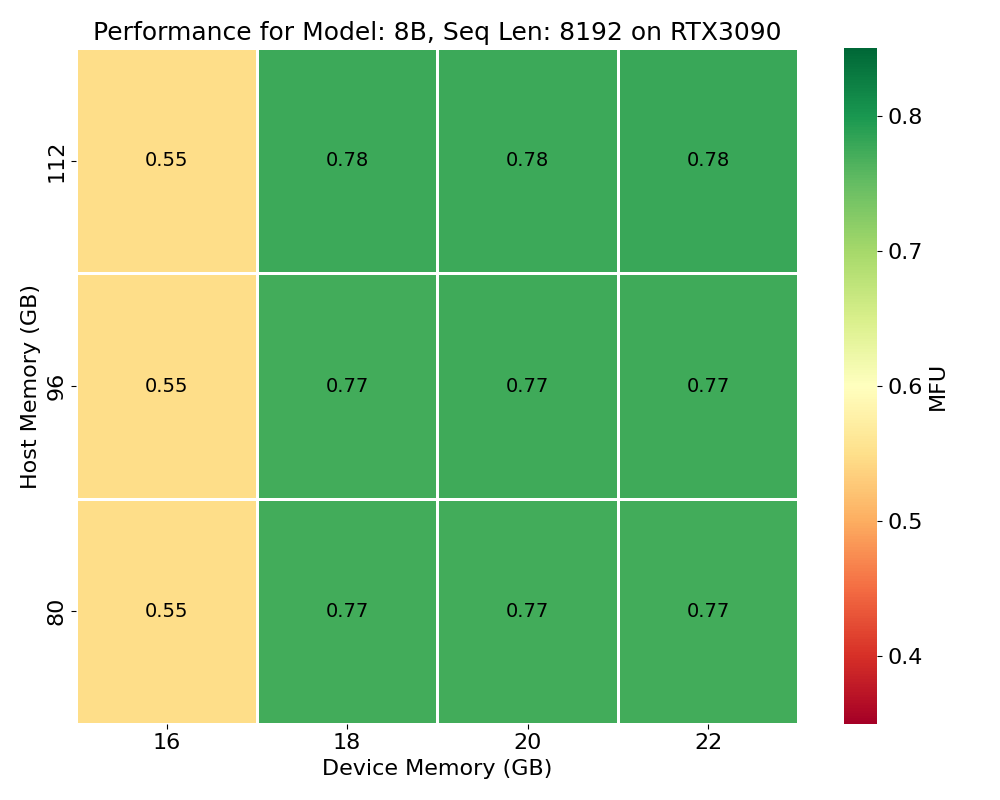 Performance for Model: 8B, Seq Len: 8192 on RTX3090
112
0.55 0.78 0.78 0.78
96
0.55 0.77 0.77 0.77
80
0.55 0.77 0.77 0.77
Host Memory (GB)
16 18 20 22
Device Memory (GB)
0.8
0.7
0.6
0.5
0.4
MFU